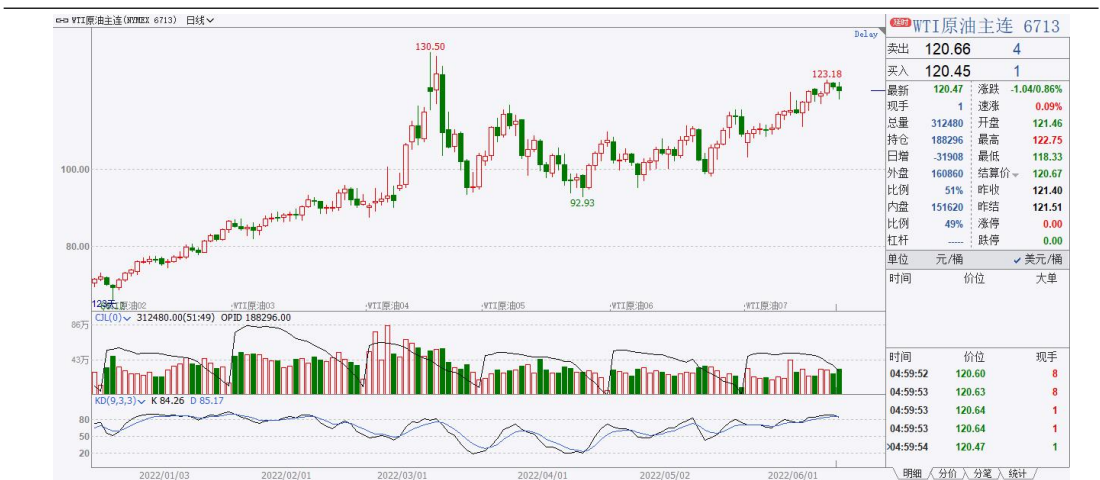 WTI原油主连(NYMEX 6713) 日线
Delay
130.50
123.18
100.00
92.93
80.00
123天
WTI原油02 WTI原油03 WTI原油04 WTI原油05 WTI原油06 WTI原油07
86万
CJL(0) 312480.00(51:49) OPID 188296.00
43万
KD(9,3,3) K 84.26 D 85.17
80
50
20
2022/01/03 2022/02/01 2022/03/01 2022/04/01 2022/05/02 2022/06/01
延时 WTI原油主连 6713
卖出 120.66 4
买入 120.45 1
最新 120.47 涨跌 -1.04/0.86%
现手 1 速涨 0.09%
总量 312480 开盘 121.46
持仓 188296 最高 122.75
日增 -31908 最低 118.33
外盘 160860 结算价 120.67
比例 51% 昨收 121.40
内盘 151620 昨结 121.51
比例 49% 涨停 0.00
杠杆 ----- 跌停 0.00
单位 元/桶 ✓美元/桶
时间 价位 大单
时间 价位 现手
04:59:52 120.60 8
04:59:53 120.63 8
04:59:53 120.64 1
04:59:53 120.64 1
04:59:54 120.47 1
明细 分价 分笔 统计